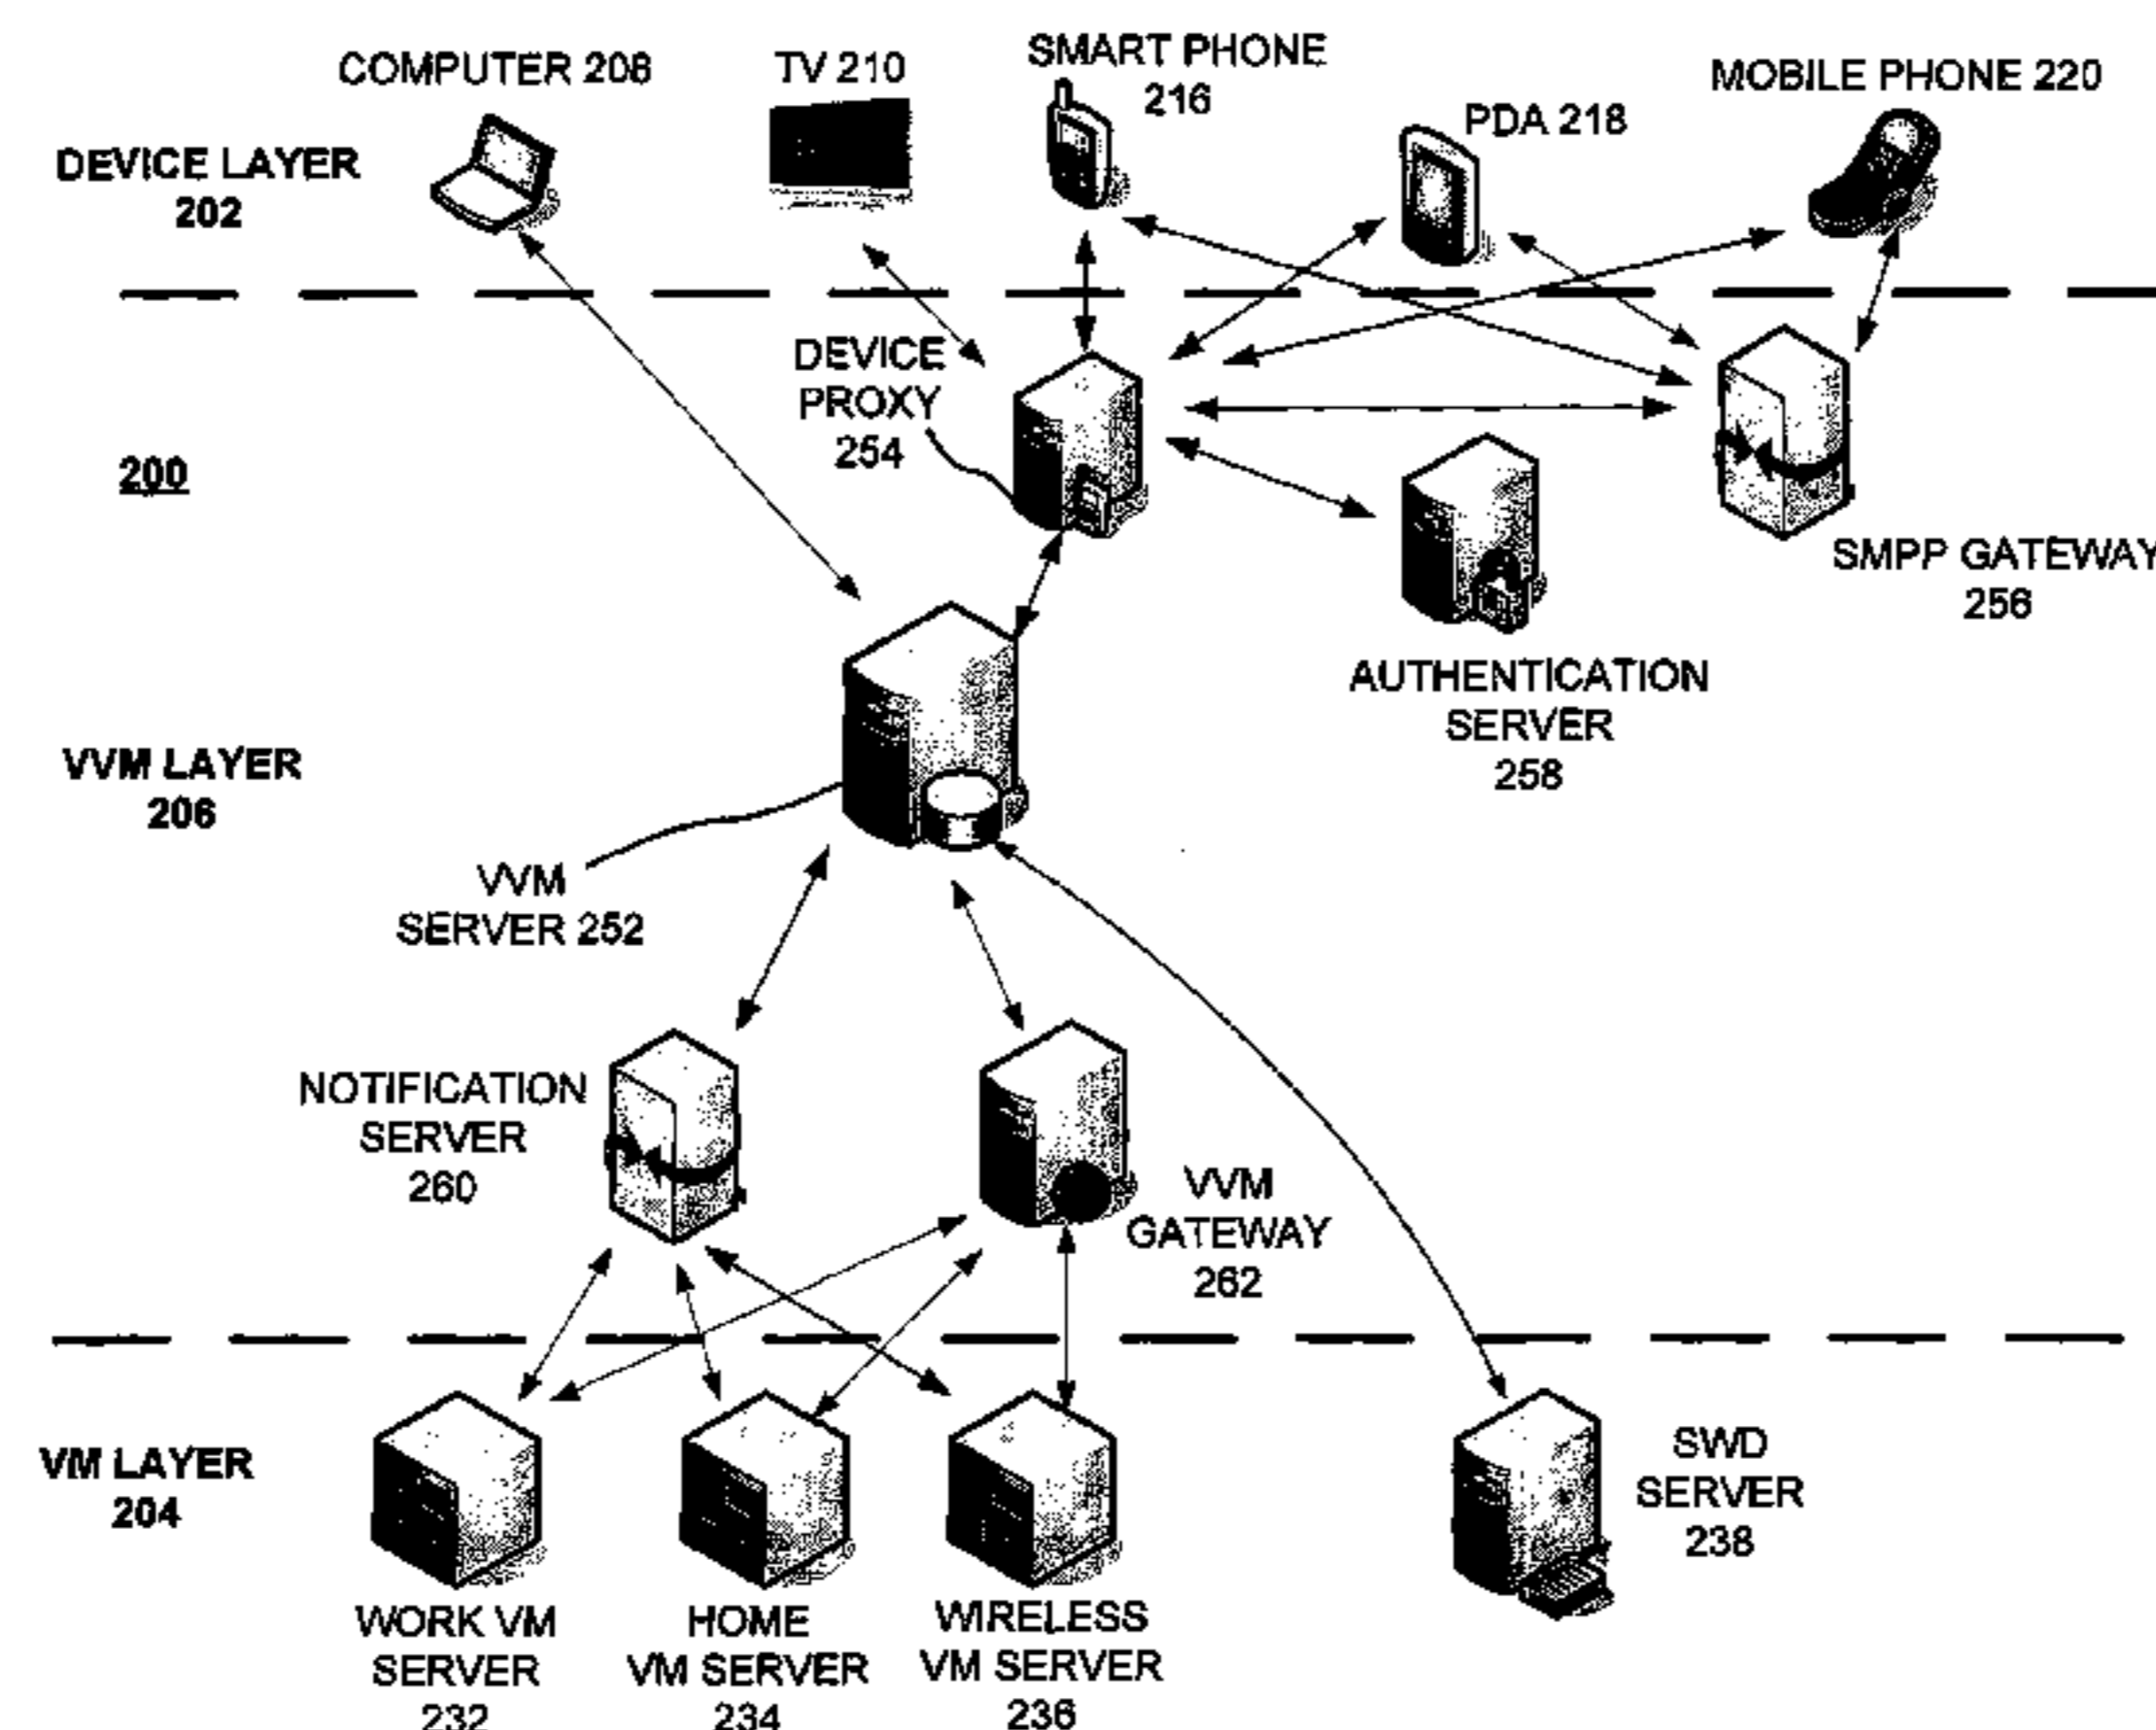 COMPUTER 208
TV 210
SMART PHONE
216
PDA 218
MOBILE PHONE 220
DEVICE LAYER
202
DEVICE
PROXY
254
200
SMPP GATEWAY
256
AUTHENTICATION
SERVER
258
VVM LAYER
206
VVM
SERVER 252
NOTIFICATION
SERVER
260
VVM
GATEWAY
262
VM LAYER
204
SWD
SERVER
238
WORK VM
SERVER
232
HOME
VM SERVER
234
WIRELESS
VM SERVER
236